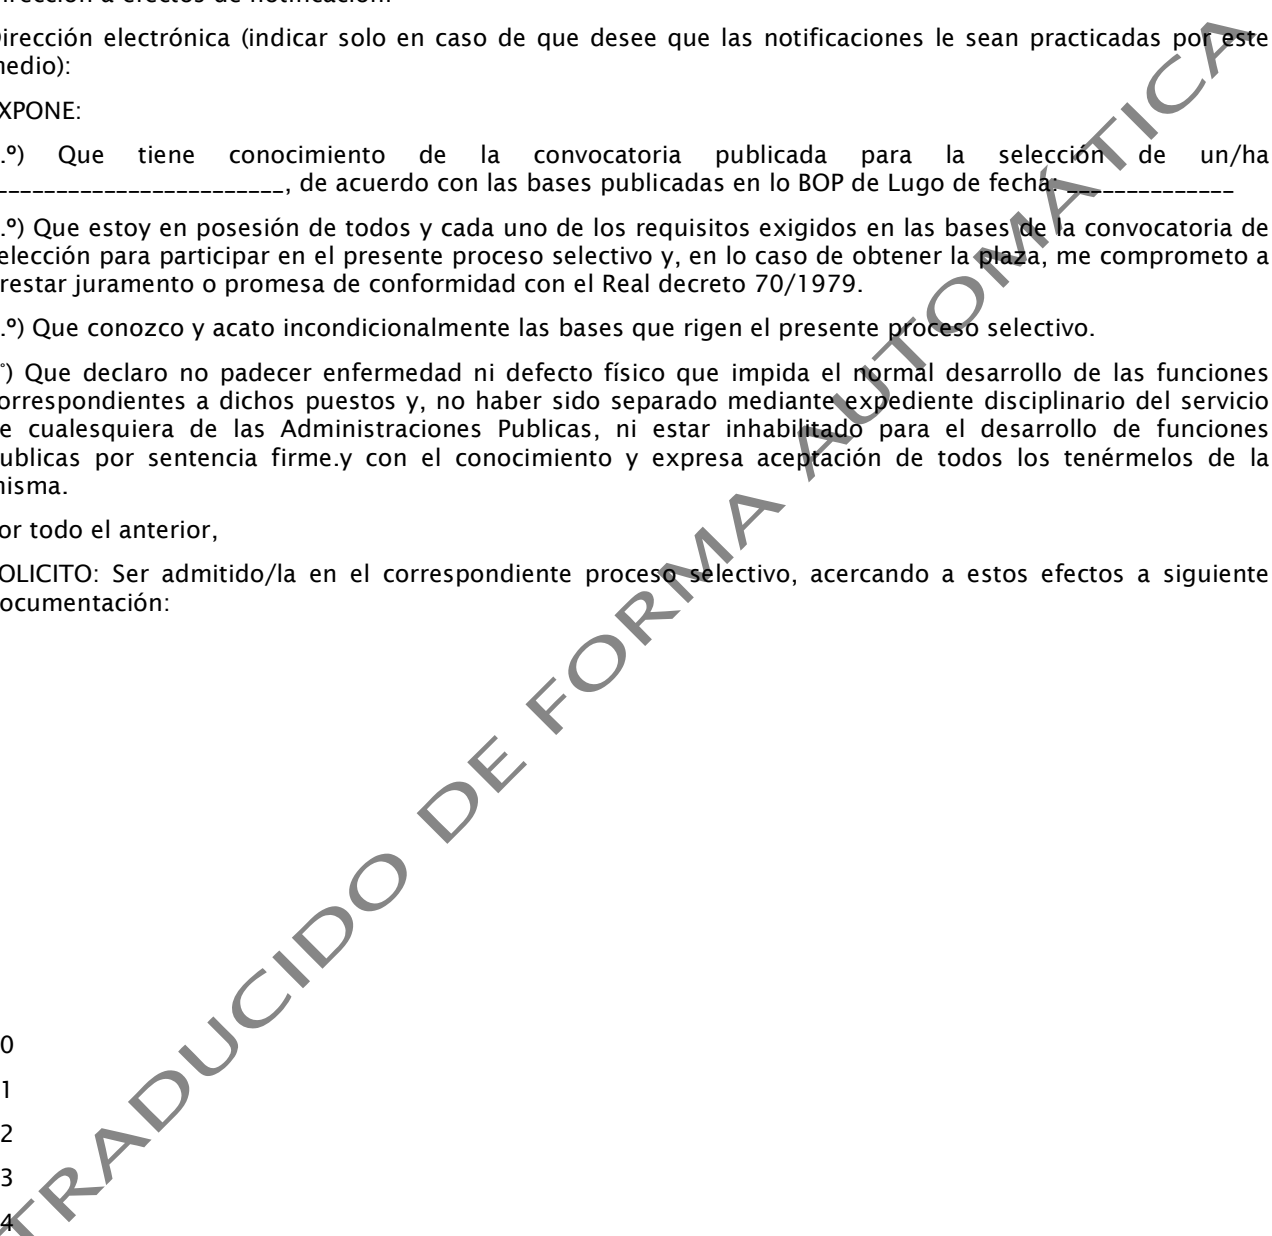 irección a efectos de notificación:
irección electrónica (indicar solo en caso de que desee que las notificaciones le sean practicadas por este
nedio):
XPONE:
.º) Que tiene conocimiento de la convocatoria publicada para la selección de un/ha
_________________________, de acuerdo con las bases publicadas en lo BOP de Lugo de fecha: ______________
.º) Que estoy en posesión de todos y cada uno de los requisitos exigidos en las bases de la convocatoria de
elección para participar en el presente proceso selectivo y, en lo caso de obtener la plaza, me comprometo a
restar juramento o promesa de conformidad con el Real decreto 70/1979.
.º) Que conozco y acato incondicionalmente las bases que rigen el presente proceso selectivo.
°) Que declaro no padecer enfermedad ni defecto físico que impida el normal desarrollo de las funciones
orrespondientes a dichos puestos y, no haber sido separado mediante expediente disciplinario del servicio
e cualesquiera de las Administraciones Publicas, ni estar inhabilitado para el desarrollo de funciones
ublicas por sentencia firme.y con el conocimiento y expresa aceptación de todos los tenérmelos de la
nisma.
or todo el anterior,
OLICITO: Ser admitido/la en el correspondiente proceso selectivo, acercando a estos efectos a siguiente
ocumentación:
0
1
2
3
4
TRADUCIDO DE FORMA AUTOMÁTICA